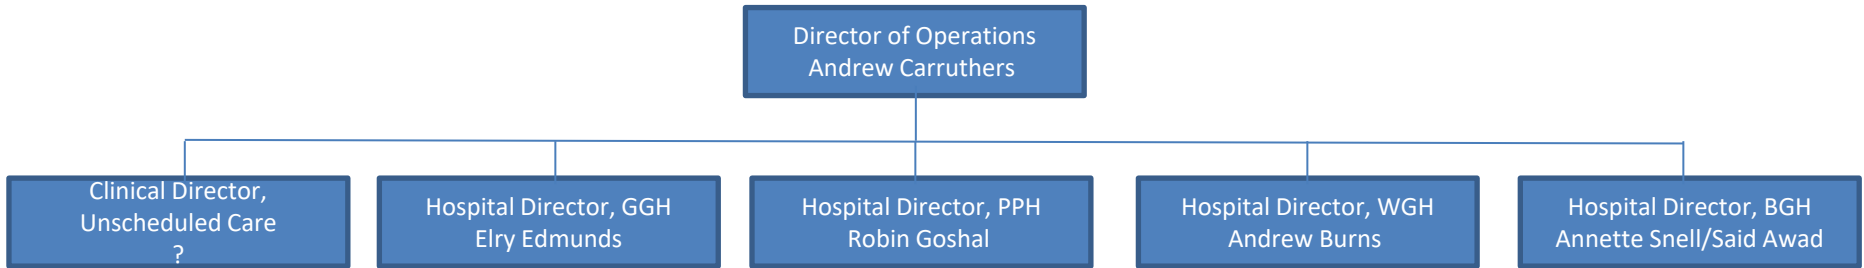 Director of Operations
Andrew Carruthers
Clinical Director,
Unscheduled Care
?
Hospital Director, GGH
Elry Edmunds
Hospital Director, PPH
Robin Goshal
Hospital Director, WGH
Andrew Burns
Hospital Director, BGH
Annette Snell/Said Awad